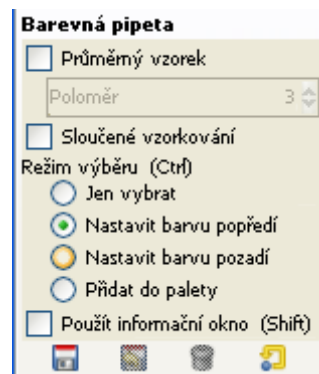 Barevná pipeta
Průměrný vzorek
Poloměr 3
Sloučené vzorkování
Režim výběru (Ctrl)
Jen vybrat
Nastavit barvu popředí
Nastavit barvu pozadí
Přidat do palety
Použít informační okno (Shift)